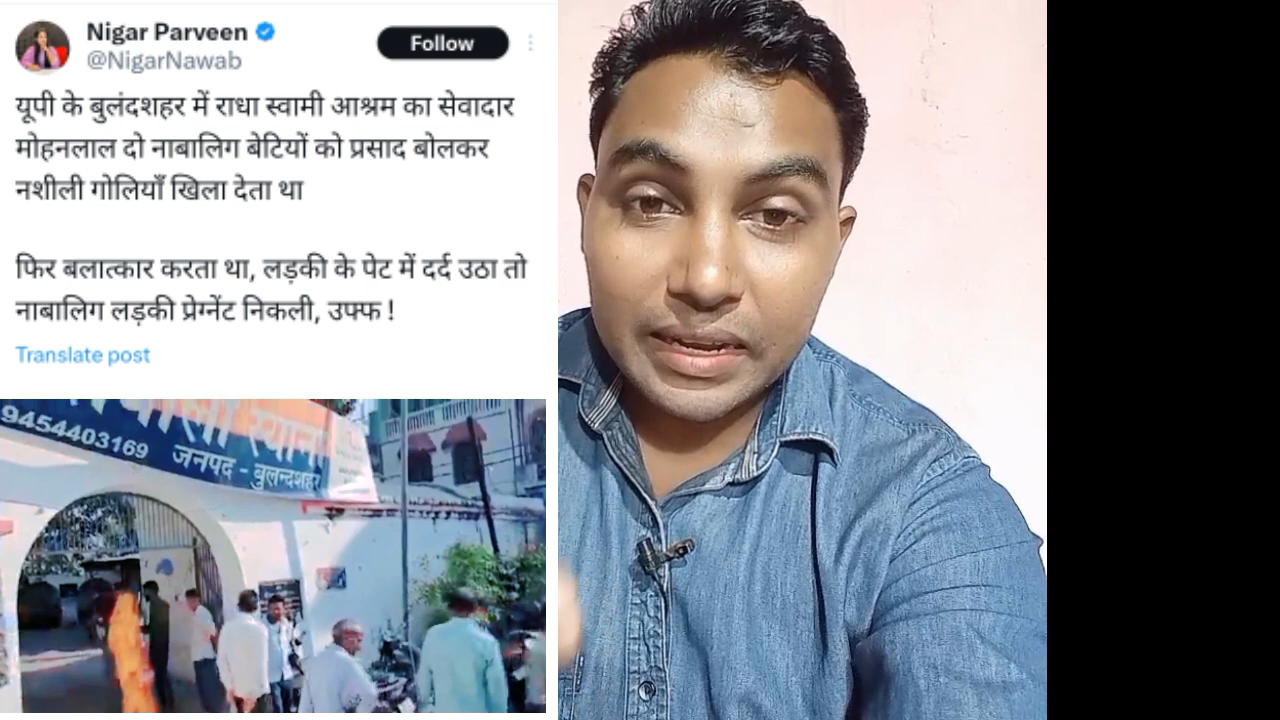 Nigar Parveen
@NigarNawab
Follow
यूपी के बुलंदशहर में राधा स्वामी आश्रम का सेवादार
मोहनलाल दो नाबालिग बेटियों को प्रसाद बोलकर
नशीली गोलियाँ खिला देता था
फिर बलात्कार करता था, लड़की के पेट में दर्द उठा तो
नाबालिग लड़की प्रेग्नेंट निकली, उफ्फ !
Translate post
9454403169
जनपद - बुलन्दशहर